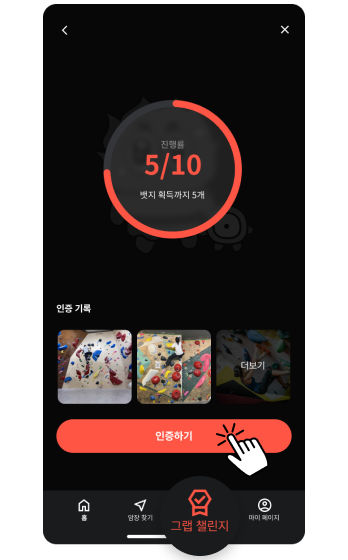 진행률
5/10
뱃지 획득까지 5개
인증 기록
더보기
인증하기
홈
암장 찾기
그랩 챌린지
마이 페이지